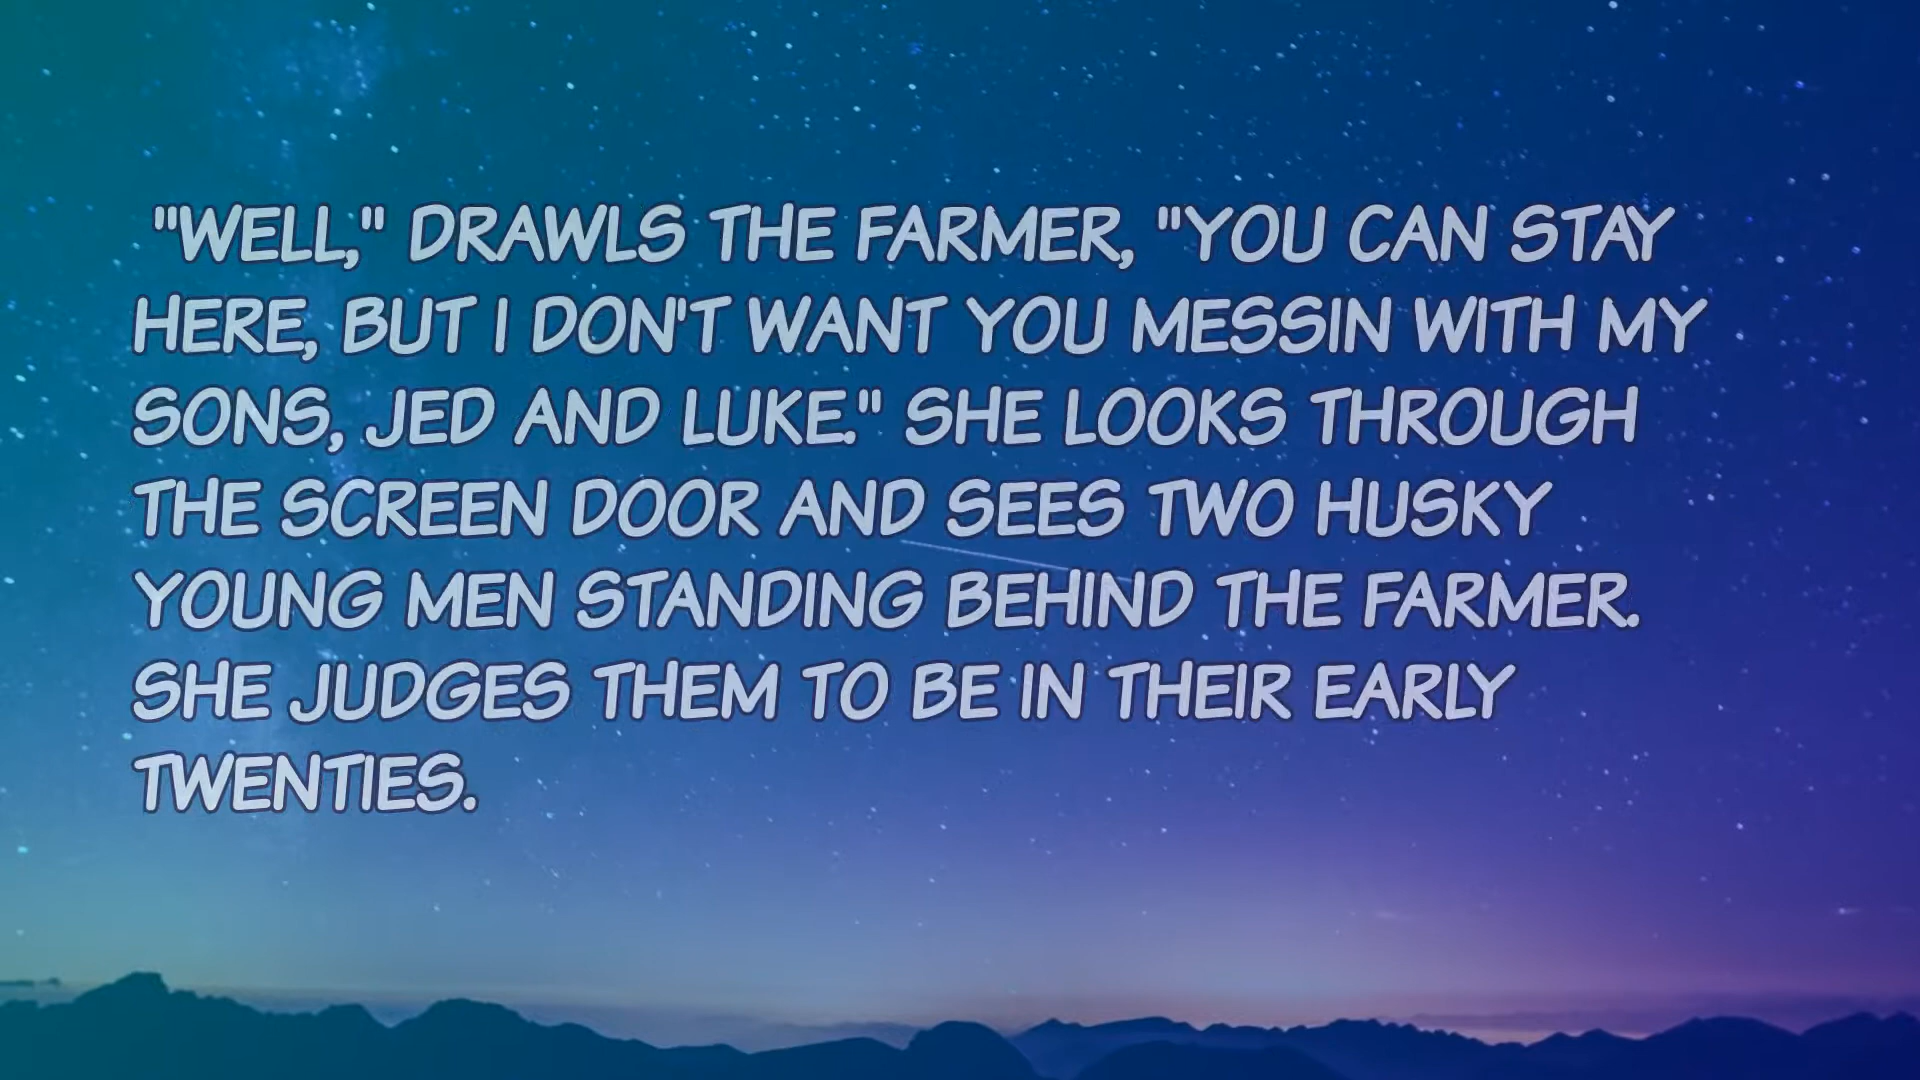 "WELL," DRAWLS THE FARMER, "YOU CAN STAY
HERE, BUT I DON'T WANT YOU MESSIN WITH MY
SONS, JED AND LUKE." SHE LOOKS THROUGH
THE SCREEN DOOR AND SEES TWO HUSKY
YOUNG MEN STANDING BEHIND THE FARMER.
SHE JUDGES THEM TO BE IN THEIR EARLY
TWENTIES.